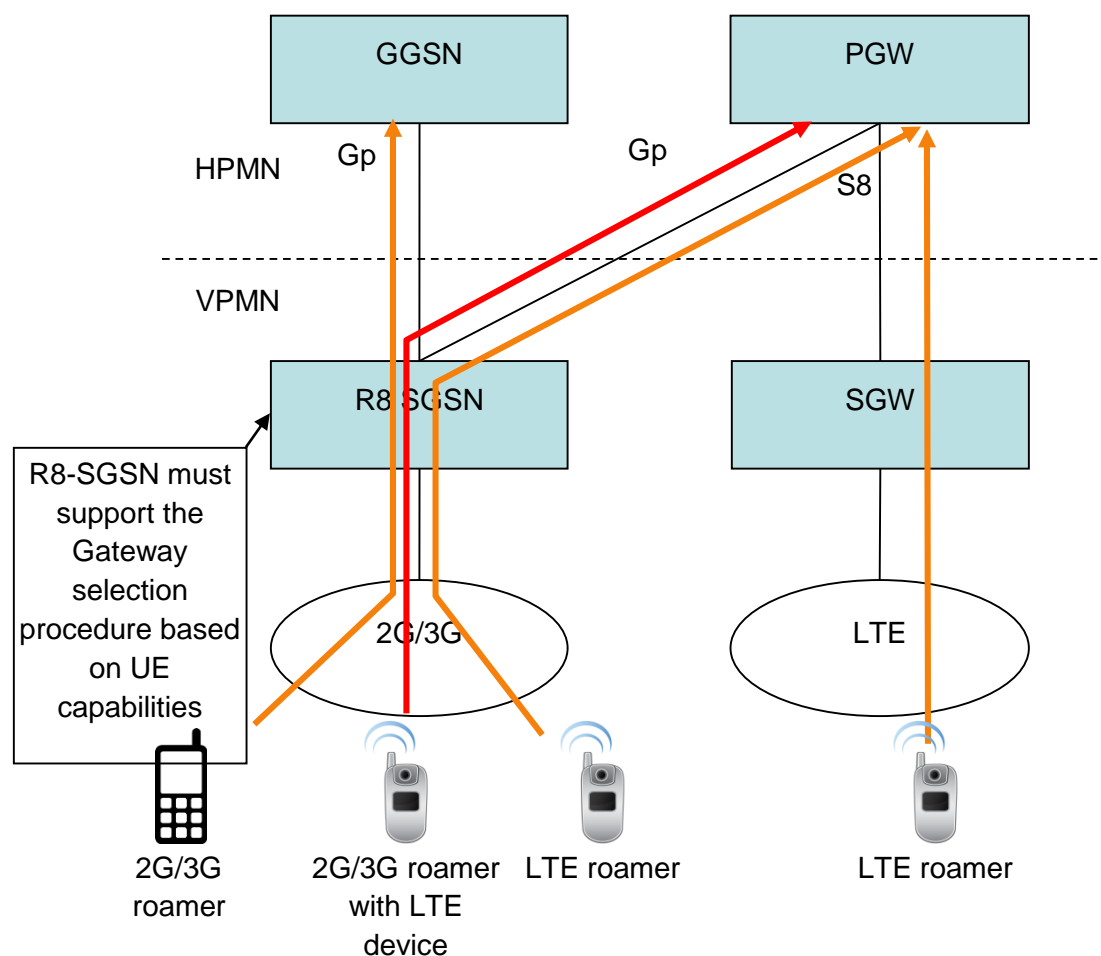 GGSN
PGW
Gp
Gp
HPMN
S8
VPMN
R8 SGSN
SGW
R8-SGSN must
support the
Gateway
selection
procedure based
on UE
capabilities
2G/3G
LTE
2G/3G
roamer
2G/3G roamer
with LTE
device
LTE roamer
LTE roamer